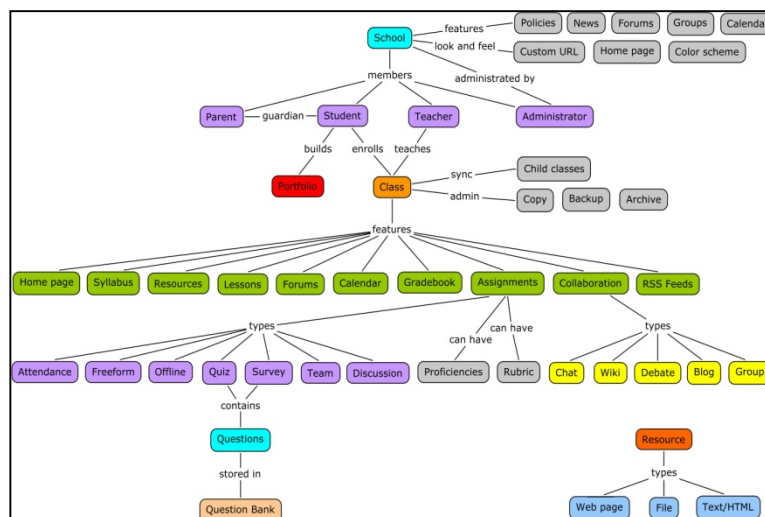 features
Policies
News
Forums
Groups
Calenda
School
look and feel
Custom URL
Home page
Color scheme
members
administrated by
Parent
guardian
Student
Teacher
Administrator
builds
enrolls
teaches
sync
Child classes
Portfolio
Class
admin
Copy
Backup
Archive
features
Home page
Syllabus
Resources
Lessons
Forums
Calendar
Gradebook
Assignments
Collaboration
RSS Feeds
types
can have
can have
types
Attendance
Freeform
Offline
Quiz
Survey
Team
Discussion
Proficiencies
Rubric
Chat
Wiki
Debate
Blog
Group
contains
Questions
Resource
stored in
types
Question Bank
Web page
File
Text/HTML